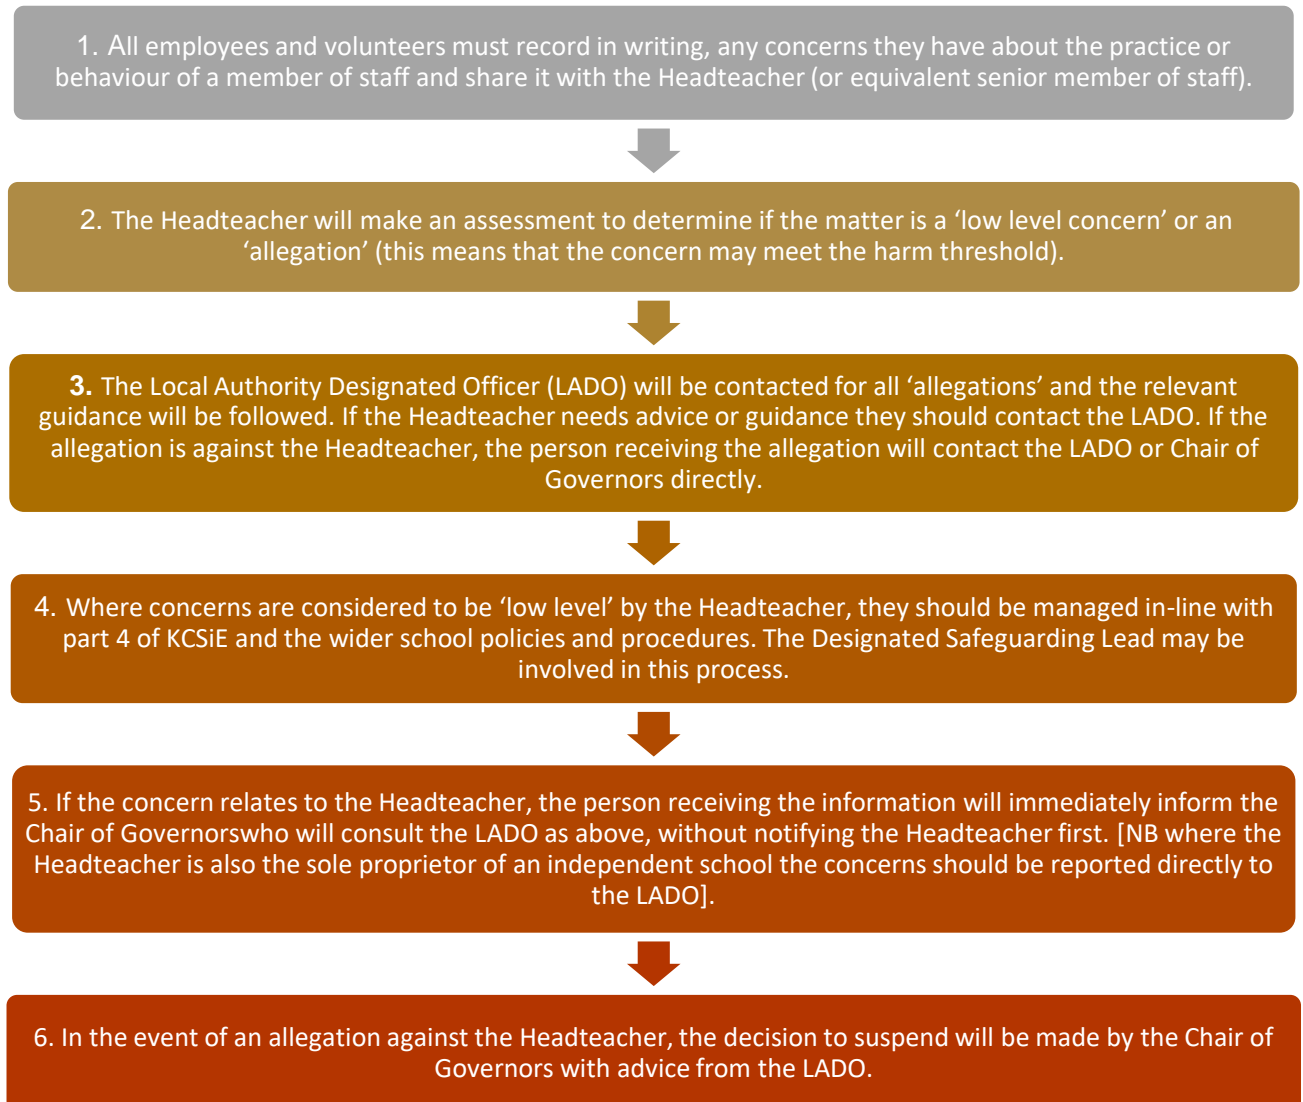 1. All employees and volunteers must record in writing, any concerns they have about the practice or
behaviour of a member of staff and share it with the Headteacher (or equivalent senior member of staff).
2. The Headteacher will make an assessment to determine if the matter is a ‘low level concern’ or an
‘allegation’ (this means that the concern may meet the harm threshold).
3. The Local Authority Designated Officer (LADO) will be contacted for all ‘allegations’ and the relevant
guidance will be followed. If the Headteacher needs advice or guidance they should contact the LADO. If the
allegation is against the Headteacher, the person receiving the allegation will contact the LADO or Chair of
Governors directly.
4. Where concerns are considered to be ‘low level’ by the Headteacher, they should be managed in-line with
part 4 of KCSiE and the wider school policies and procedures. The Designated Safeguarding Lead may be
involved in this process.
5. If the concern relates to the Headteacher, the person receiving the information will immediately inform the
Chair of Governorswho will consult the LADO as above, without notifying the Headteacher first. [NB where the
Headteacher is also the sole proprietor of an independent school the concerns should be reported directly to
the LADO].
6. In the event of an allegation against the Headteacher, the decision to suspend will be made by the Chair of
Governors with advice from the LADO.